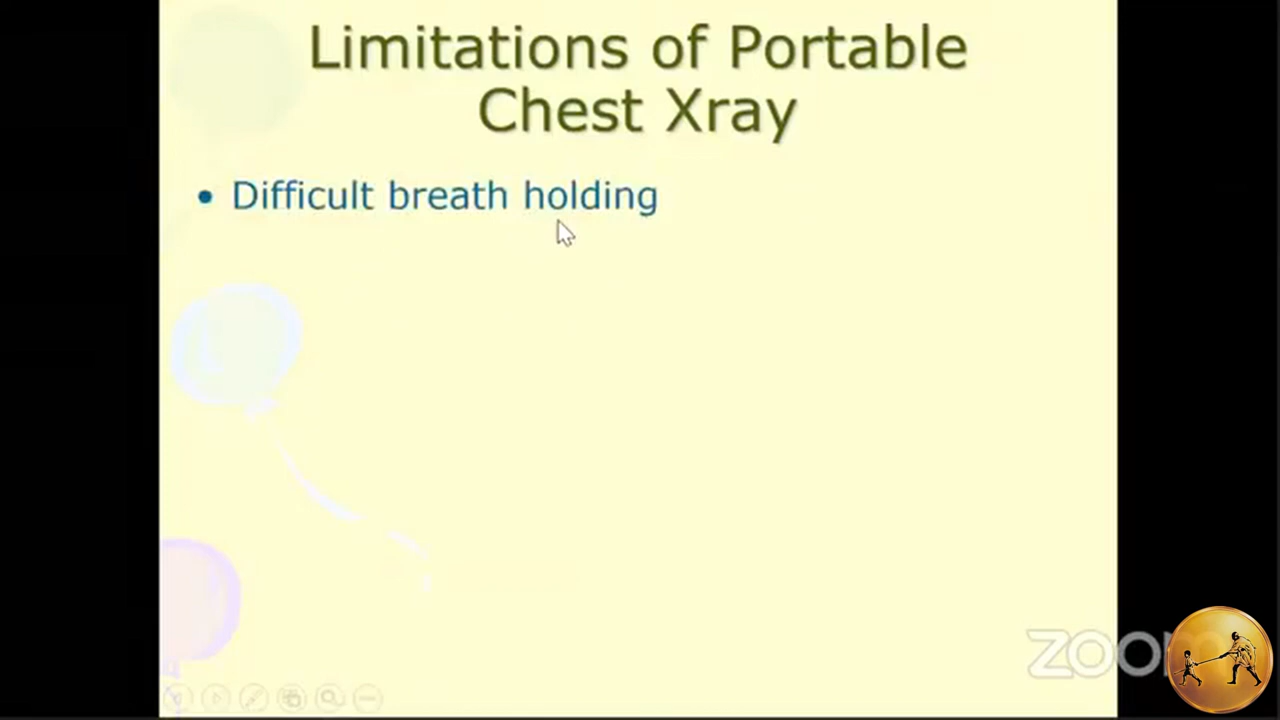 Limitations of Portable
Chest Xray
• Difficult breath holding
zoom